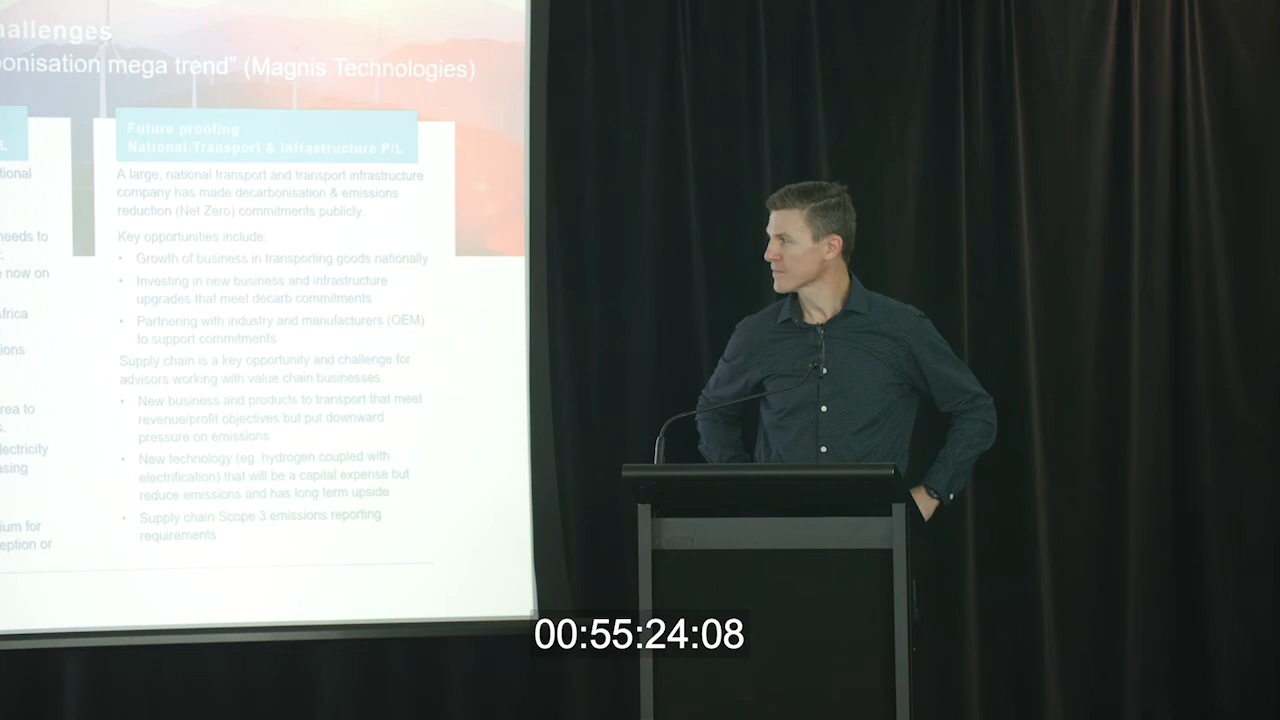 hallenges
onisation mega trend" (Magnis Technologies)
L
tional
needs to
.
e now on
frica
.
ions
rea to
s.
lectricity
asing
ium for
eption or
Future proofing
National Transport & Infrastructure P/L
A large, national transport and transport infrastructure
company has made decarbonisation & emissions
reduction (Net Zero) commitments publicly.
Key opportunities include:
• Growth of business in transporting goods nationally
• Investing in new business and infrastructure
upgrades that meet decarb commitments
• Partnering with industry and manufacturers (OEM)
to support commitments
Supply chain is a key opportunity and challenge for
advisors working with value chain businesses.
• New business and products to transport that meet
revenue/profit objectives but put downward
pressure on emissions
• New technology (eg. hydrogen coupled with
electrification) that will be a capital expense but
reduce emissions and has long term upside
• Supply chain Scope 3 emissions reporting
requirements
00:55:24:08